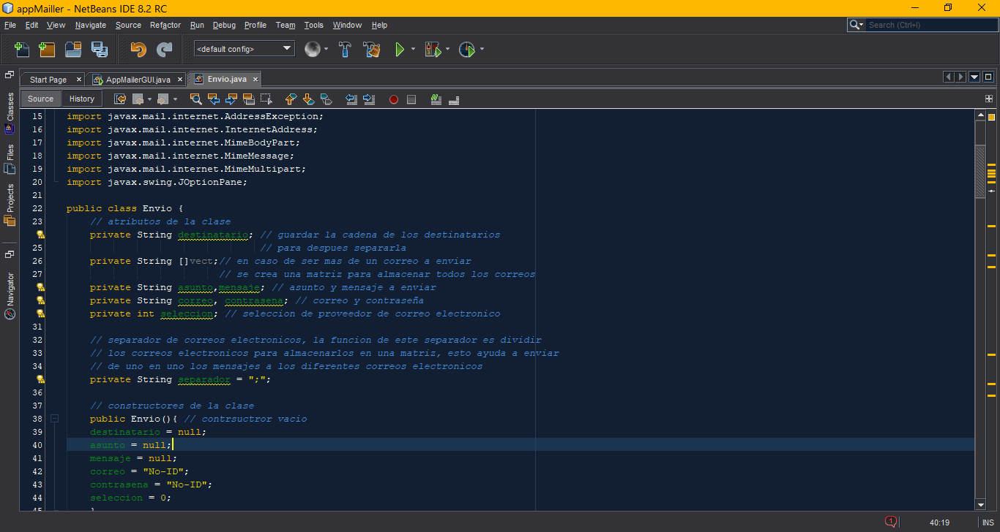 appMailler - NetBeans IDE 8.2 RC
File Edit View Navigate Source Refactor Run Debug Profile Team Tools Window Help
Search (Ctrl+I)
<default config>
Start Page × AppMailerGUI.java × Envio.java ×
Source History
Classes
Files
Projects
Navigator
15 import javax.mail.internet.AddressException;
16 import javax.mail.internet.InternetAddress;
17 import javax.mail.internet.MimeBodyPart;
18 import javax.mail.internet.MimeMessage;
19 import javax.mail.internet.MimeMultipart;
20 import javax.swing.JOptionPane;
21
22 public class Envio {
23 // atributos de la clase
private String destinatario; // guardar la cadena de los destinatarios
25 // para despues separarla
26 private String []vect;// en caso de ser mas de un correo a enviar
27 // se crea una matriz para almacenar todos los correos
private String asunto,mensaje; // asunto y mensaje a enviar
private String correo, contrasena; // correo y contraseña
private int seleccion; // seleccion de proveedor de correo electronico
31
32 // separador de correos electronicos, la funcion de este separador es dividir
33 // los correos electronicos para almacenarlos en una matriz, esto ayuda a enviar
34 // de uno en uno los mensajes a los diferentes correos electronicos
private String separador = ";";
36
37 // constructores de la clase
38 public Envio(){ // contrsuctror vacio
39 destinatario = null;
40 asunto = null;
41 mensaje = null;
42 correo = "No-ID";
43 contrasena = "No-ID";
44 seleccion = 0;
45 }
1 40:19 INS